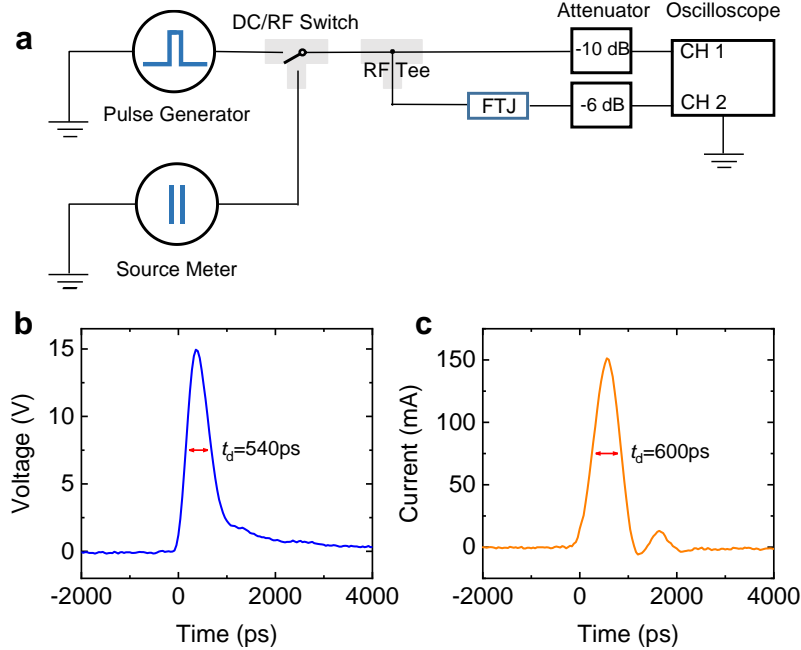 a
DC/RF Switch
Attenuator
Oscilloscope
-10 dB
CH 1
RF Tee
FTJ
-6 dB
CH 2
Pulse Generator
Source Meter
b
c
15
10
5
0
Voltage (V)
td=540ps
-2000
0
2000
4000
Time (ps)
150
100
50
0
Current (mA)
td=600ps
-2000
0
2000
4000
Time (ps)